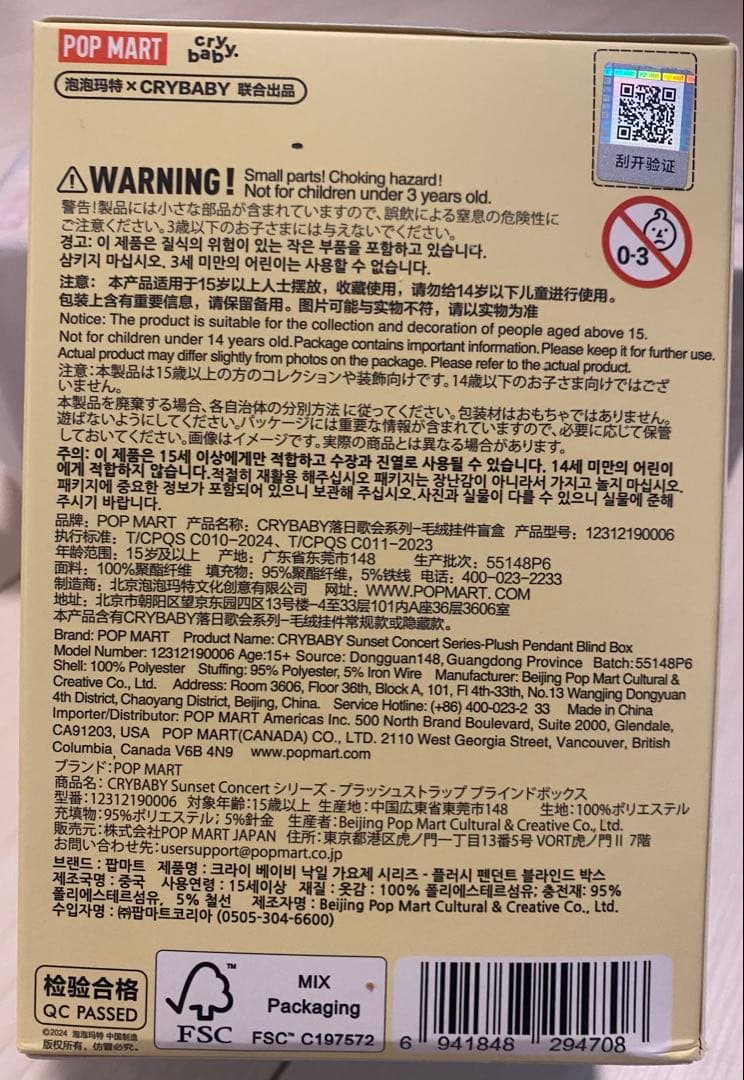 POP MART cry baby.
泡泡玛特×CRYBABY 联合出品
刮开验证
WARNING! Small parts! Choking hazard!
Not for children under 3 years old.
0-3
警告!製品には小さな部品が含まれていますので、誤飲による窒息の危険性に
ご注意ください。3歳以下のお子さまには与えないでください。
경고: 이 제품은 질식의 위험이 있는 작은 부품을 포함하고 있습니다.
삼키지 마십시오. 3세 미만의 어린이는 사용할 수 없습니다.
注意: 本产品适用于15岁以上人士摆放，收藏使用，请勿给14岁以下儿童进行使用。
包装上含有重要信息，请保留备用。图片可能与实物不符，请以实物为准
Notice: The product is suitable for the collection and decoration of people aged above 15.
Not for children under 14 years old.Package contains important information.Please keep it for further use.
Actual product may differ slightly from photos on the package. Please refer to the actual product.
注意:本製品は15歳以上の方のコレクションや装飾向けです。14歳以下のお子さま向けではござ
いません。
本製品を廃棄する場合、各自治体の分別方法 に従ってください。包装材はおもちゃではありません。
遊ばないようにしてください。パッケージには重要な情報が含まれていますので、必要に応じて保管
しておいてください。画像はイメージです。実際の商品とは異なる場合があります。
주의: 이 제품은 15세 이상에게만 적합하고 수장과 진열로 사용될 수 있습니다. 14세 미만의 어린이
에게 적합하지 않습니다.적절히 재활용 해주십시오 패키지는 장난감이 아니라서 가지고 놀지 마십시오.
패키지에 중요한 정보가 포함되어 있으니 보관해 주십시오.사진과 실물이 다를 수 있으니 실물에 준해
주시기 바랍니다.
品牌: POP MART 产品名称: CRYBABY落日歌会系列-毛绒挂件盲盒 产品型号: 12312190006
执行标准: T/CPQS C010-2024、T/CPQS C011-2023
年龄范围: 15岁及以上 产地: 广东省东莞市148 生产批次: 55148P6
面料: 100%聚酯纤维 填充物: 95%聚酯纤维，5%铁线 电话: 400-023-2233
制造商: 北京泡泡玛特文化创意有限公司 网址: WWW.POPMART.COM
地址: 北京市朝阳区望京东园四区13号楼-4至33层101内A座36层3606室
本产品含有CRYBABY落日歌会系列-毛绒挂件常规款或隐藏款。
Brand: POP MART Product Name: CRYBABY Sunset Concert Series-Plush Pendant Blind Box
Model Number: 12312190006 Age:15+ Source: Dongguan148, Guangdong Province Batch:55148P6
Shell: 100% Polyester Stuffing: 95% Polyester, 5% Iron Wire Manufacturer: Beijing Pop Mart Cultural &
Creative Co., Ltd. Address: Room 3606, Floor 36th, Block A, 101, Fl 4th-33th, No.13 Wangjing Dongyuan
4th District, Chaoyang District, Beijing, China. Service Hotline: (+86) 400-023-2 33 Made in China
Importer/Distributor: POP MART Americas Inc. 500 North Brand Boulevard, Suite 2000, Glendale,
CA91203, USA POP MART(CANADA) CO., LTD. 2110 West Georgia Street, Vancouver, British
Columbia, Canada V6B 4N9 www.popmart.com
ブランド:POP MART
商品名: CRYBABY Sunset Concert シリーズ - プラッシュストラップ ブラインドボックス
型番:12312190006 対象年齢:15歳以上 生産地:中国広東省東莞市148 生地:100%ポリエステル
充填物:95%ポリエステル; 5%針金 生産者:Beijing Pop Mart Cultural & Creative Co., Ltd.
販売元:株式会社POP MART JAPAN 住所:東京都港区虎ノ門一丁目13番5号 VORT虎ノ門Ⅱ 7階
お問い合わせ先:usersupport@popmart.co.jp
브랜드 : 팝마트 제품명 : 크라이 베이비 낙일 가요제 시리즈 - 플러시 펜던트 블라인드 박스
제조국명 : 중국 사용연령 : 15세이상 재질 : 옷감 : 100% 폴리에스테르섬유; 충전재: 95%
폴리에스테르섬유, 5% 철선 제조자명 : Beijing Pop Mart Cultural & Creative Co., Ltd.
수입자명 : ㈜팝마트코리아 (0505-304-6600)
检验合格
QC PASSED
©2024 泡泡玛特 中国制造
版权所有，仿冒必究。
FSC™
MIX
Packaging
FSC™ C197572
6 941848 294708